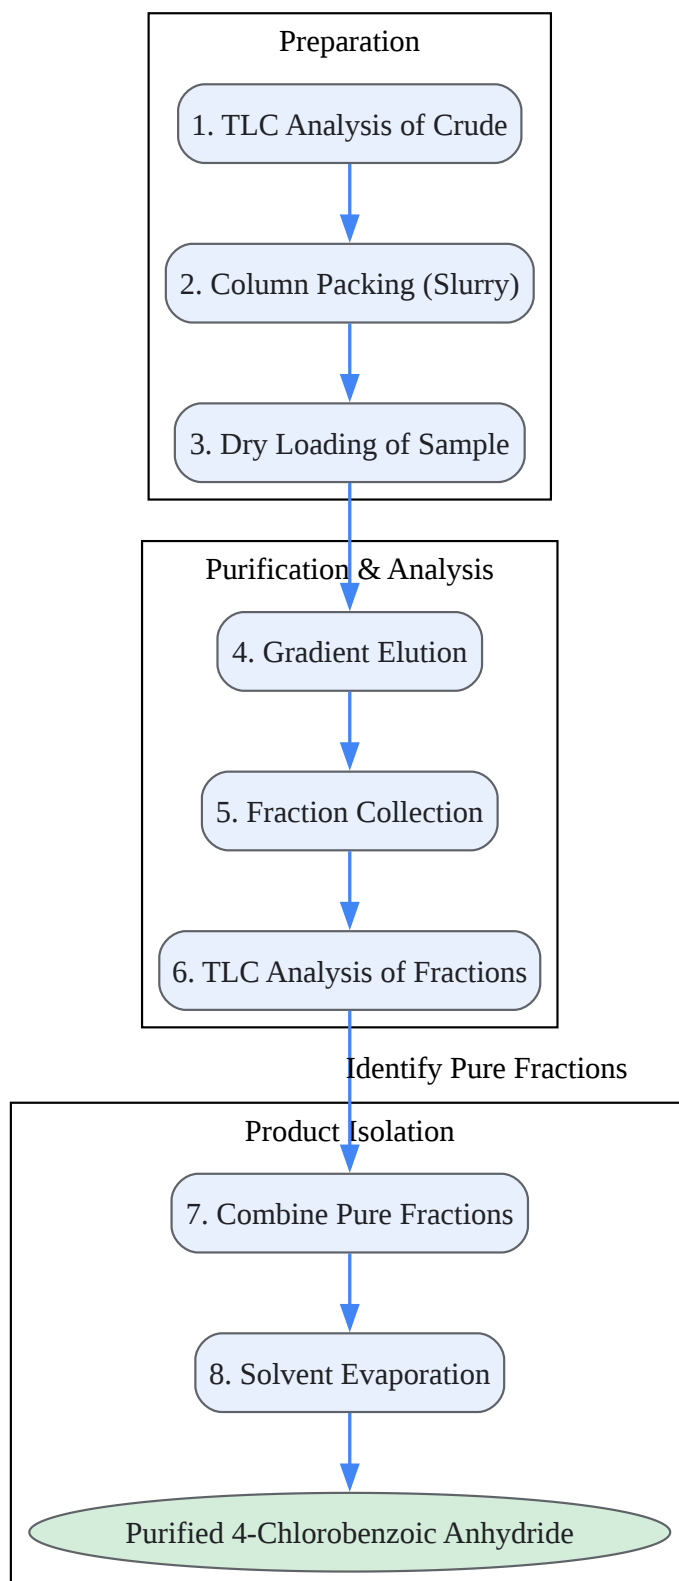 Preparation
1. TLC Analysis of Crude
2. Column Packing (Slurry)
3. Dry Loading of Sample
Purification & Analysis
4. Gradient Elution
5. Fraction Collection
6. TLC Analysis of Fractions
Identify Pure Fractions
Product Isolation
7. Combine Pure Fractions
8. Solvent Evaporation
Purified 4-Chlorobenzoic Anhydride